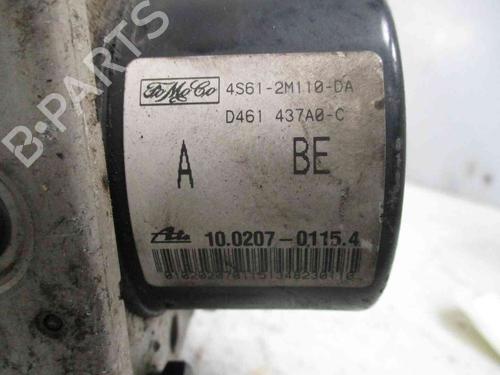 FoMoCo 4S61-2M110-DA
D461 437A0-C
A BE
Ate 10.0207-0115.4
B-PARTS